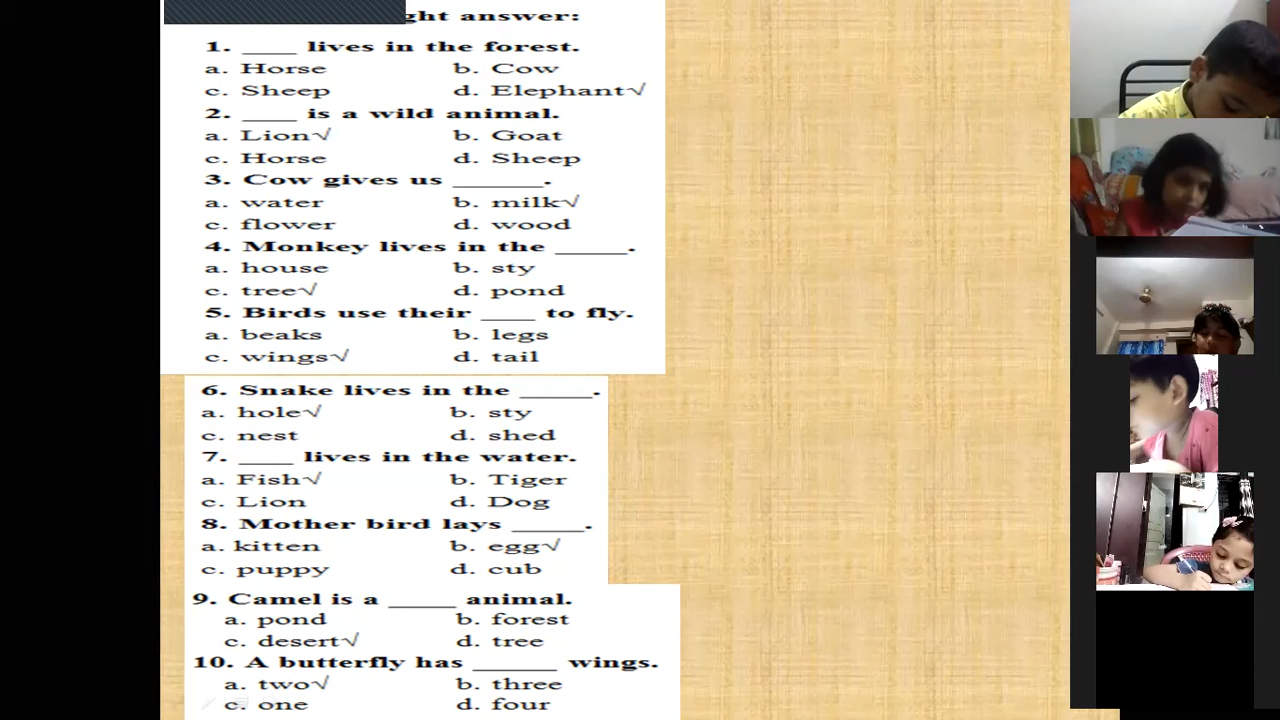 ght answer:
1. ____ lives in the forest.
a. Horse b. Cow
c. Sheep d. Elephant√
2. ____ is a wild animal.
a. Lion√ b. Goat
c. Horse d. Sheep
3. Cow gives us _______.
a. water b. milk√
c. flower d. wood
4. Monkey lives in the ______.
a. house b. sty
c. tree√ d. pond
5. Birds use their ____ to fly.
a. beaks b. legs
c. wings√ d. tail
6. Snake lives in the ______.
a. hole√ b. sty
c. nest d. shed
7. ____ lives in the water.
a. Fish√ b. Tiger
c. Lion d. Dog
8. Mother bird lays ______.
a. kitten b. egg√
c. puppy d. cub
9. Camel is a _____ animal.
a. pond b. forest
c. desert√ d. tree
10. A butterfly has ______ wings.
a. two√ b. three
c. one d. four